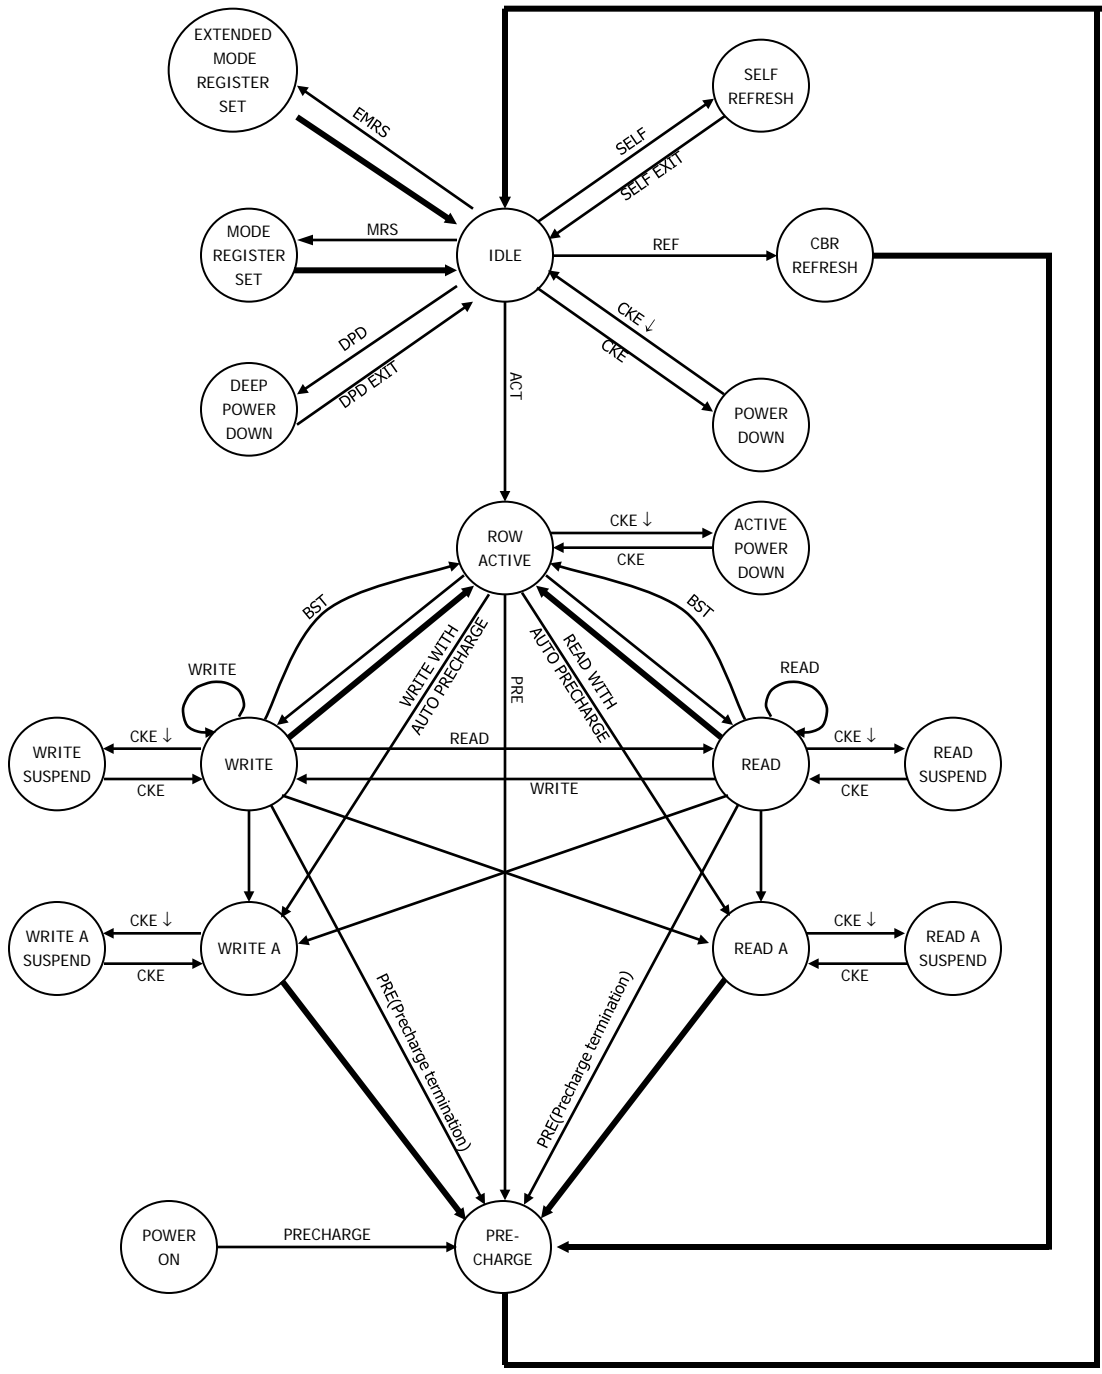 EXTENDED
MODE
REGISTER
SET
SELF
REFRESH
EMRS
SELF
SELF EXIT
MODE
REGISTER
SET
MRS
IDLE
REF
CBR
REFRESH
DPD
DPD EXIT
CKE ↓
CKE
DEEP
POWER
DOWN
ACT
POWER
DOWN
ROW
ACTIVE
CKE ↓
CKE
ACTIVE
POWER
DOWN
BST
BST
WRITE WITH
AUTO PRECHARGE
PRE
READ WITH
AUTO PRECHARGE
WRITE
READ
WRITE
SUSPEND
CKE ↓
CKE
WRITE
READ
WRITE
READ
CKE ↓
CKE
READ
SUSPEND
WRITE A
SUSPEND
CKE ↓
CKE
WRITE A
READ A
CKE ↓
CKE
READ A
SUSPEND
PRE(Precharge termination)
PRE(Precharge termination)
POWER
ON
PRECHARGE
PRE-
CHARGE